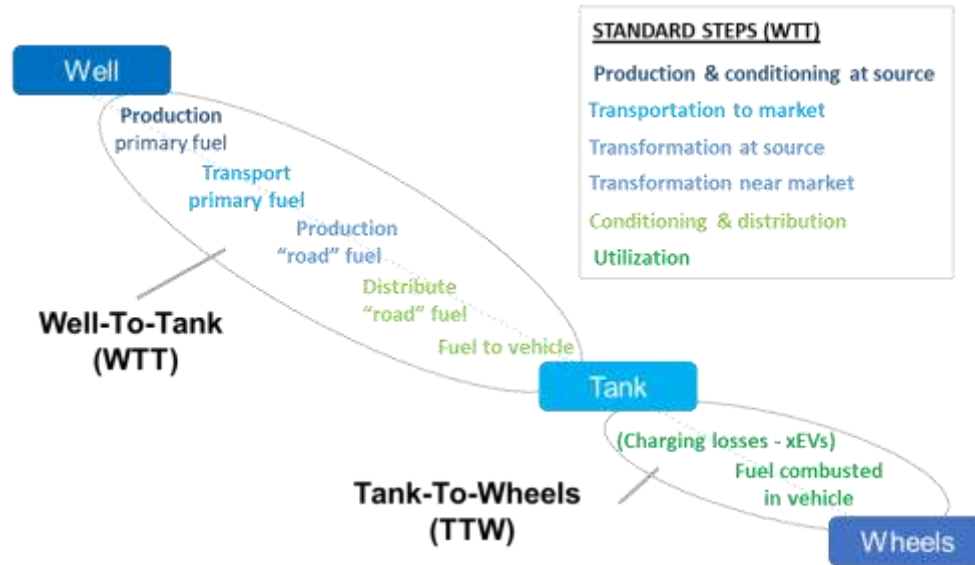 Well
Production
primary fuel
Transport
primary fuel
Production
“road” fuel
Distribute
“road” fuel
Fuel to vehicle
Well-To-Tank
(WTT)
Tank
(Charging losses - xEVs)
Fuel combusted
in vehicle
Tank-To-Wheels
(TTW)
Wheels
STANDARD STEPS (WTT)
Production & conditioning at source
Transportation to market
Transformation at source
Transformation near market
Conditioning & distribution
Utilization